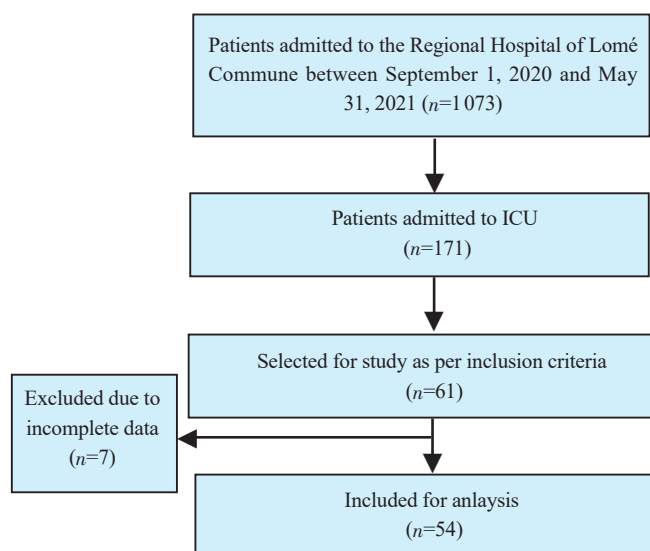 Patients admitted to the Regional Hospital of Lomé
Commune between September 1, 2020 and May
31, 2021 (n=1 073)
Patients admitted to ICU
(n=171)
Selected for study as per inclusion criteria
(n=61)
Excluded due to
incomplete data
(n=7)
Included for anlaysis
(n=54)